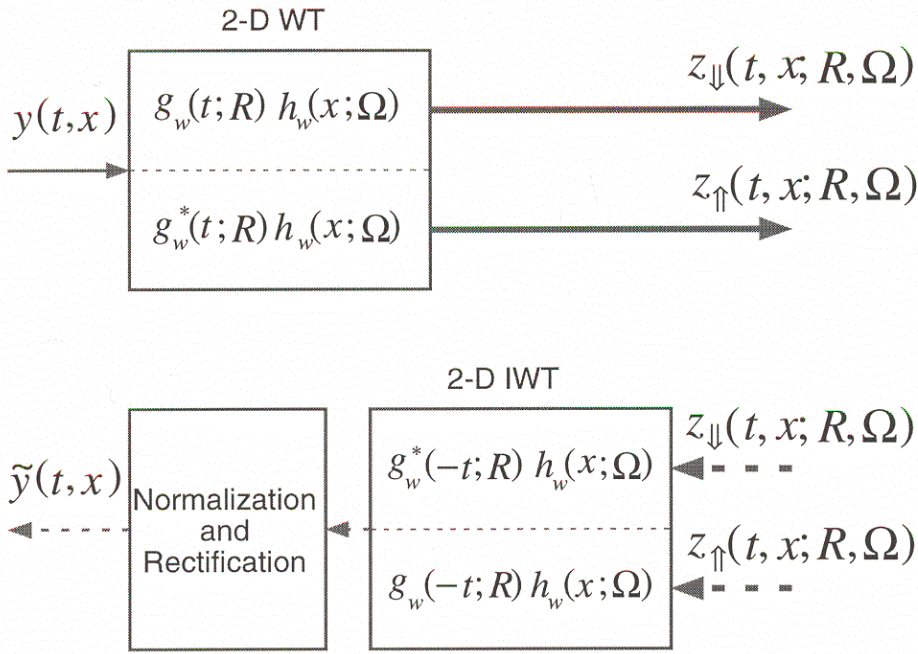 2-D WT
y(t,x)
g_w(t;R) h_w(x;Ω)
g_w^*(t;R) h_w(x;Ω)
z_⇓(t, x; R, Ω)
z_⇑(t, x; R, Ω)
2-D IWT
ỹ(t,x)
Normalization
and
Rectification
g_w^*(−t;R) h_w(x;Ω)
g_w(−t;R) h_w(x;Ω)
z_⇓(t, x; R, Ω)
z_⇑(t, x; R, Ω)